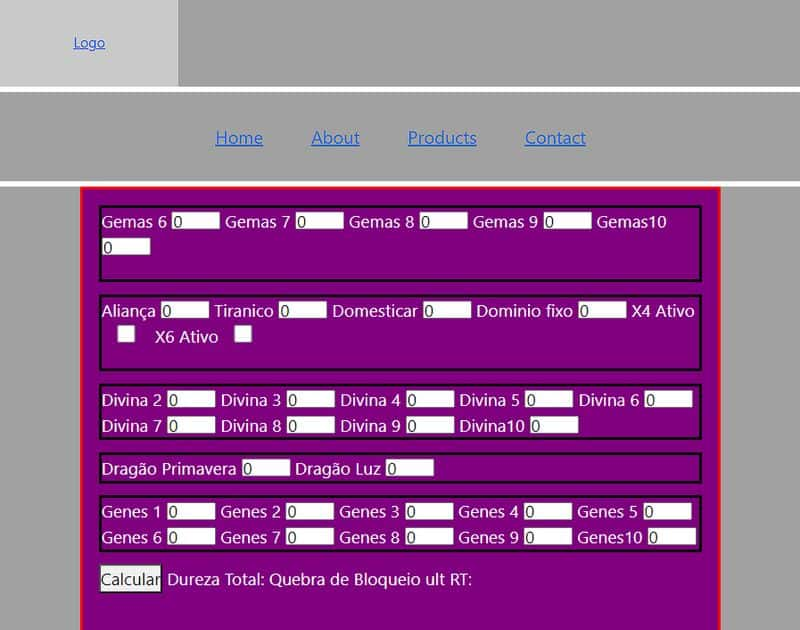 Logo
Home About Products Contact
Gemas 6 0 Gemas 7 0 Gemas 8 0 Gemas 9 0 Gemas10
0
Aliança 0 Tiranico 0 Domesticar 0 Dominio fixo 0 X4 Ativo
X6 Ativo
Divina 2 0 Divina 3 0 Divina 4 0 Divina 5 0 Divina 6 0
Divina 7 0 Divina 8 0 Divina 9 0 Divina10 0
Dragão Primavera 0 Dragão Luz 0
Genes 1 0 Genes 2 0 Genes 3 0 Genes 4 0 Genes 5 0
Genes 6 0 Genes 7 0 Genes 8 0 Genes 9 0 Genes10 0
Calcular Dureza Total: Quebra de Bloqueio ult RT: